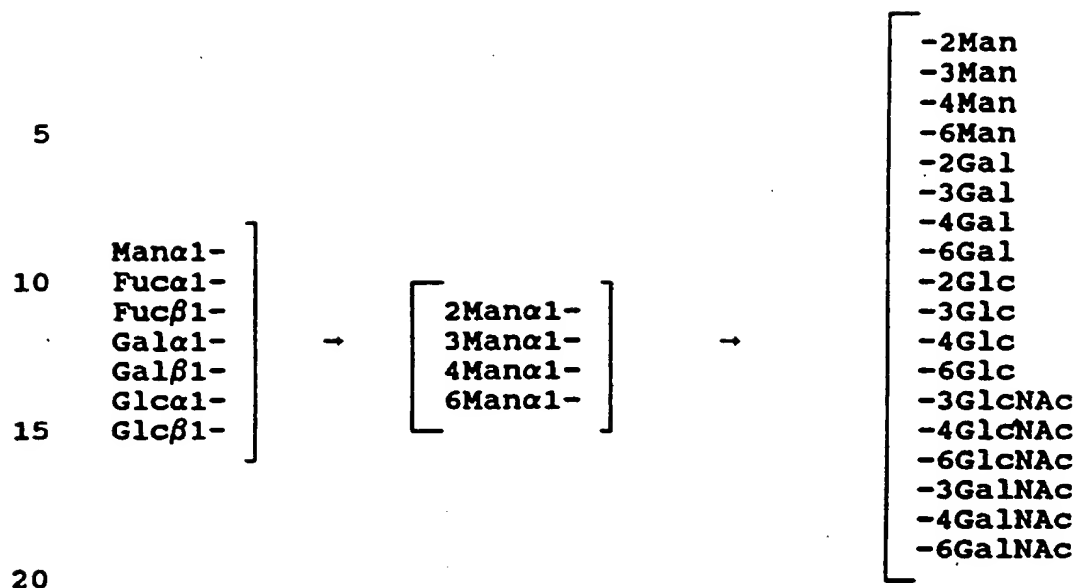 -2Man
-3Man
-4Man
5 -6Man
-2Gal
-3Gal
-4Gal
Manα1- -6Gal
10 Fucα1- -2Glc
Fucβ1- 2Manα1- -3Glc
Galα1- → 3Manα1- → -4Glc
Galβ1- 4Manα1- -6Glc
Glcα1- 6Manα1- -3GlcNAc
15 Glcβ1- -4GlcNAc
-6GlcNAc
-3GalNAc
-4GalNAc
-6GalNAc
20